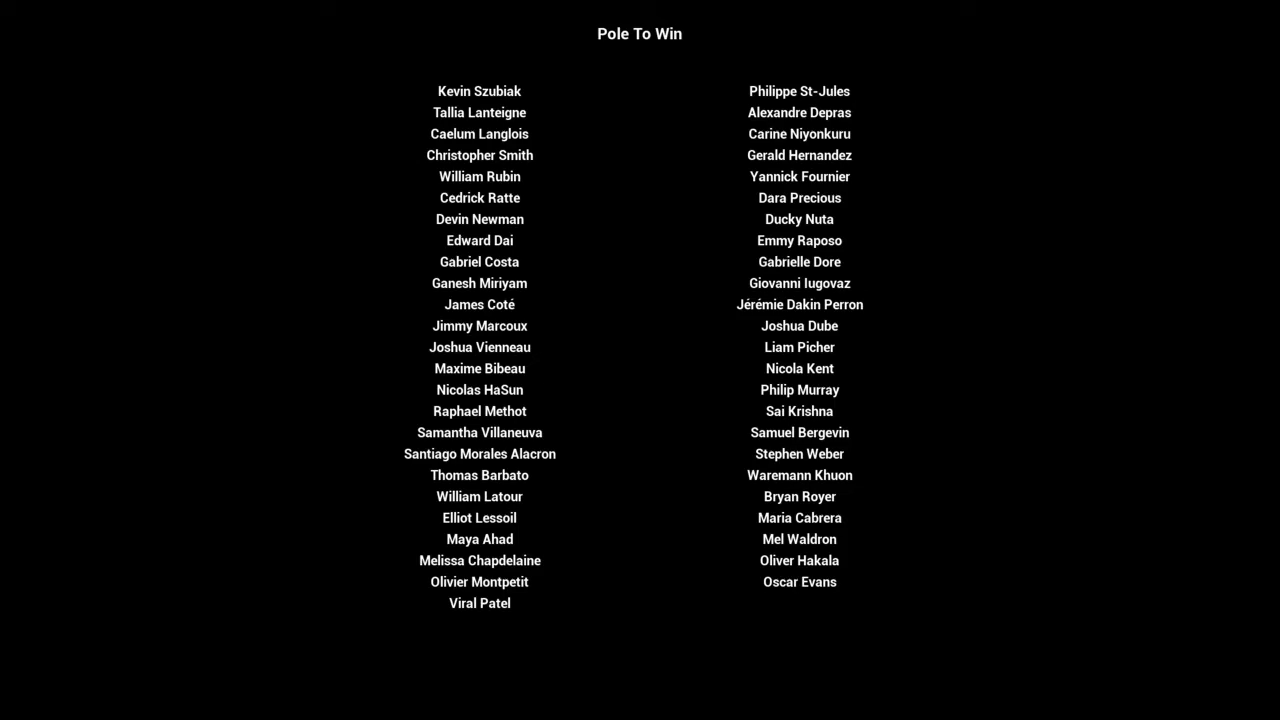 Pole To Win
Kevin Szubiak
Tallia Lanteigne
Caelum Langlois
Christopher Smith
William Rubin
Cedrick Ratte
Devin Newman
Edward Dai
Gabriel Costa
Ganesh Miriyam
James Coté
Jimmy Marcoux
Joshua Vienneau
Maxime Bibeau
Nicolas HaSun
Raphael Methot
Samantha Villaneuva
Santiago Morales Alacron
Thomas Barbato
William Latour
Elliot Lessoil
Maya Ahad
Melissa Chapdelaine
Olivier Montpetit
Viral Patel
Philippe St-Jules
Alexandre Depras
Carine Niyonkuru
Gerald Hernandez
Yannick Fournier
Dara Precious
Ducky Nuta
Emmy Raposo
Gabrielle Dore
Giovanni Iugovaz
Jérémie Dakin Perron
Joshua Dube
Liam Picher
Nicola Kent
Philip Murray
Sai Krishna
Samuel Bergevin
Stephen Weber
Waremann Khuon
Bryan Royer
Maria Cabrera
Mel Waldron
Oliver Hakala
Oscar Evans